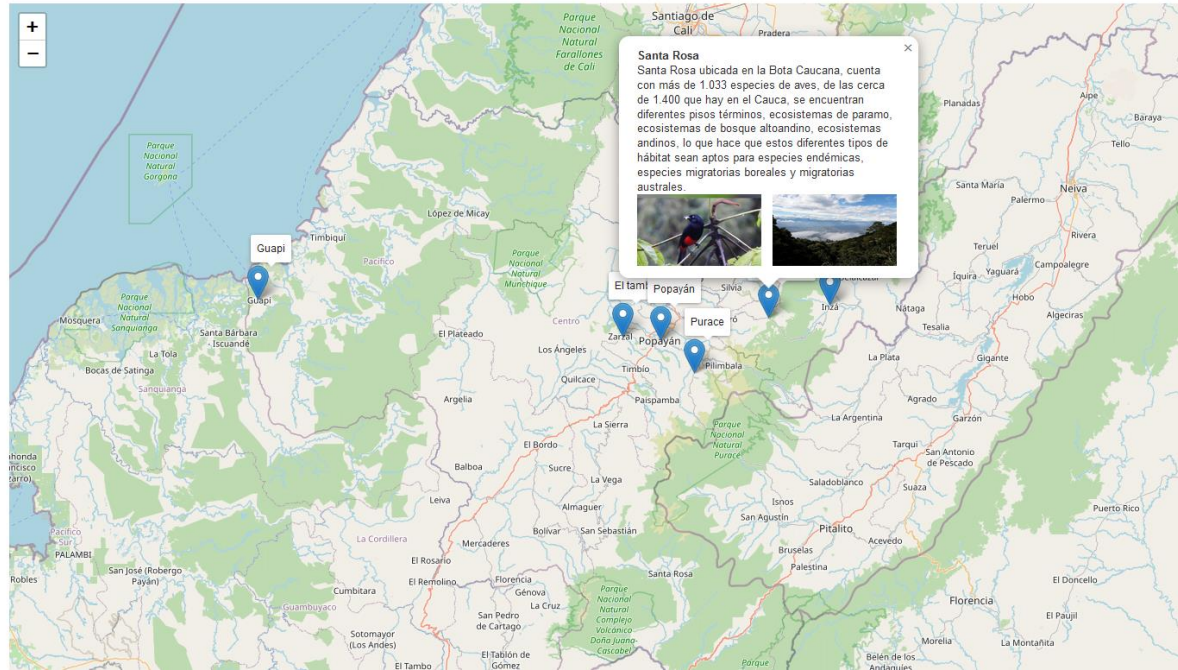 +
−
Santiago de
Cali
Pradera
Parque
Nacional
Natural
Farallones
de Cali
×
Santa Rosa
Santa Rosa ubicada en la Bota Caucana, cuenta
con más de 1.033 especies de aves, de las cerca
de 1.400 que hay en el Cauca, se encuentran
diferentes pisos términos, ecosistemas de paramo,
ecosistemas de bosque altoandino, ecosistemas
andinos, lo que hace que estos diferentes tipos de
hábitat sean aptos para especies endémicas,
especies migratorias boreales y migratorias
australes.
Planadas
Aipe
Baraya
Tello
Parque
Nacional
Natural
Gorgona
Santa María
Neiva
Palermo
López de Micay
Rivera
Timbiquí
Guapi
Pacífico
Parque
Nacional
Natural
Munchique
Teruel
Campoalegre
Íquira
Yaguará
Silvia
El tamb
Popayán
Guapi
Inzá
Hobo
Parque
Nacional
Natural
Sanquianga
Mosquera
Nátaga
Algeciras
Centro
Purace
Tesalia
Santa Bárbara
Iscuandé
El Plateado
Zarzal
Popayán
Los Ángeles
La Tola
La Plata
Gigante
Bocas de Satinga
Timbío
Pilimbala
Sanquianga
Quilcace
Argelia
Paispamba
Agrado
La Argentina
Garzón
La Sierra
Parque
Nacional
Natural
Puracé
El Bordo
Tarqui
San Antonio
de Pescado
Balboa
Sucre
La Vega
Saladoblanco
Suaza
Leiva
Almaguer
Isnos
San Agustín
Puerto Rico
Pacífico
Sur
Bolívar
San Sebastián
Pitalito
La Cordillera
Mercaderes
Acevedo
PALAMBI
Bruselas
Palestina
El Rosario
San José (Robergo
Payán)
Santa Rosa
Robles
El Remolino
Florencia
Cumbitara
Génova
La Cruz
Parque
Nacional
Natural
Complejo
Volcánico
Doña Juana-
Cascabel
El Doncello
Florencia
Guambuyaco
San Pedro
de Cartago
El Paujil
Sotomayor
(Los Andes)
Morelia
La Montañita
El Tambo
El Tablón de
Gómez
Parque
Nacional
Belén de los
Andaquíes